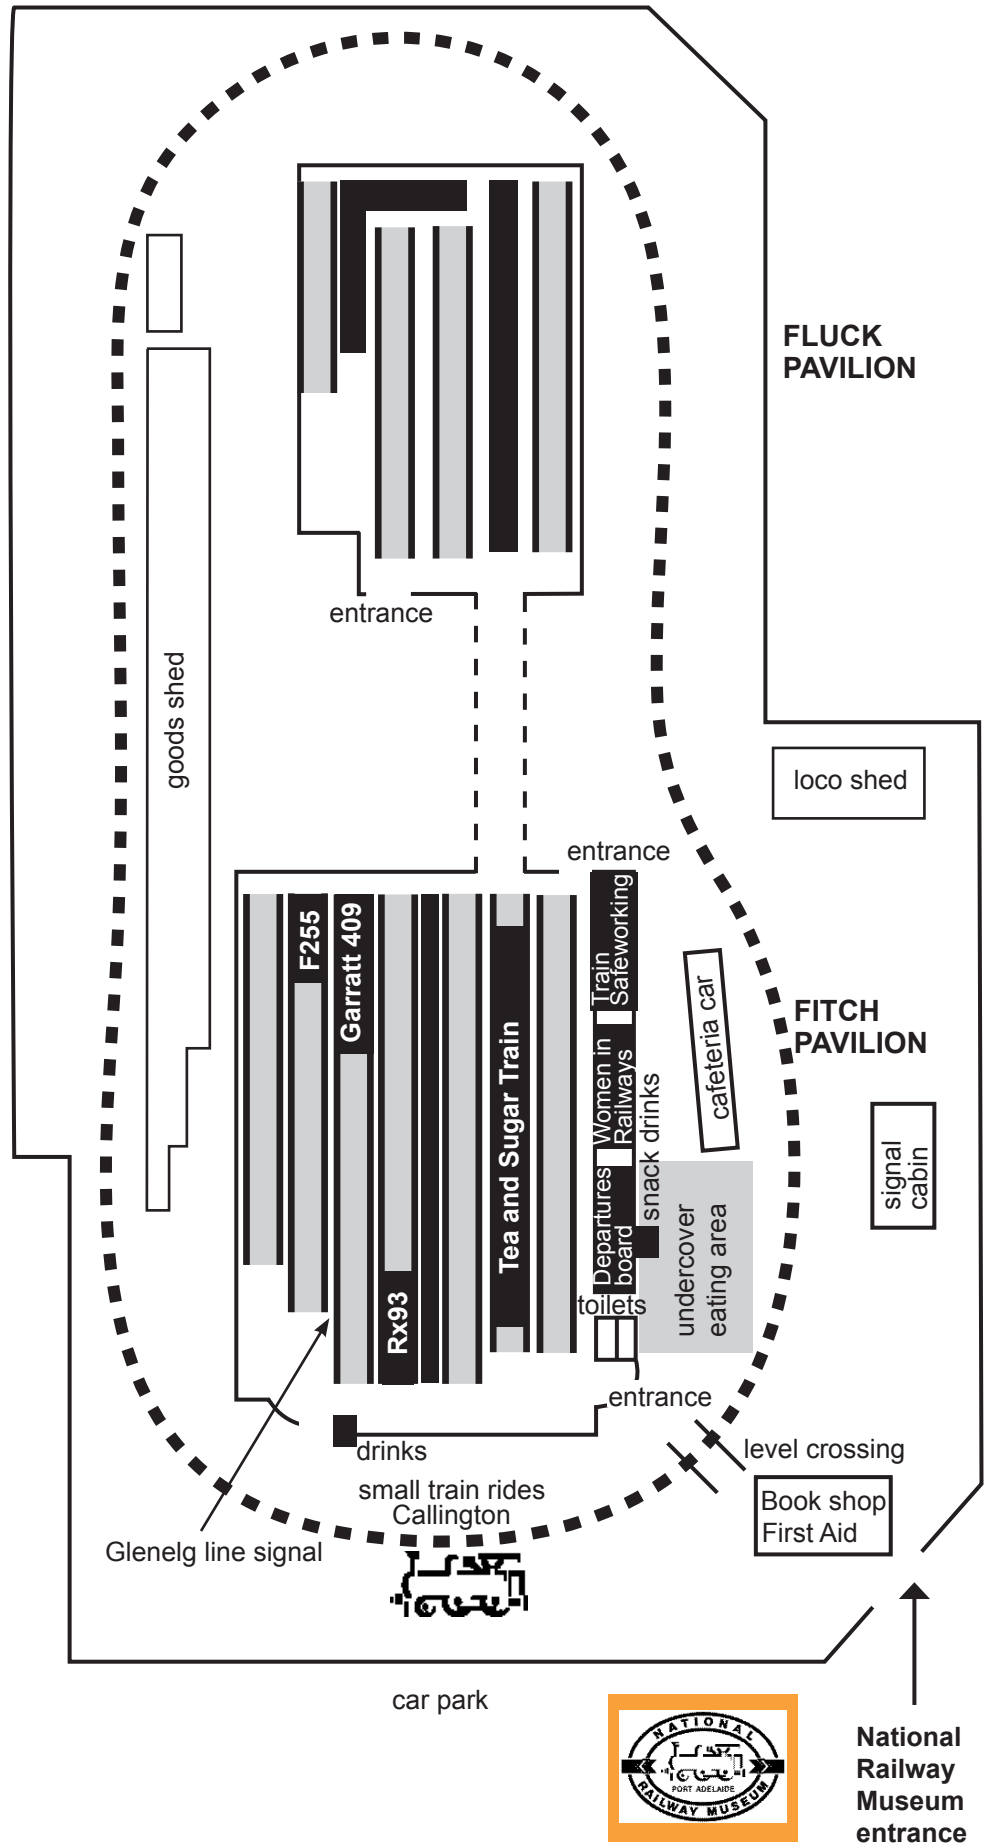 FLUCK
PAVILION
entrance
goods shed
loco shed
entrance
F255
Garratt 409
Rx93
Tea and Sugar Train
Train
Safeworking
Women in
Railways
Departures
board
snack drinks
cafeteria car
FITCH
PAVILION
signal
cabin
undercover
eating area
toilets
entrance
drinks
level crossing
small train rides
Callington
Book shop
First Aid
Glenelg line signal
car park
NATIONAL
PORT ADELAIDE
RAILWAY MUSEUM
National
Railway
Museum
entrance